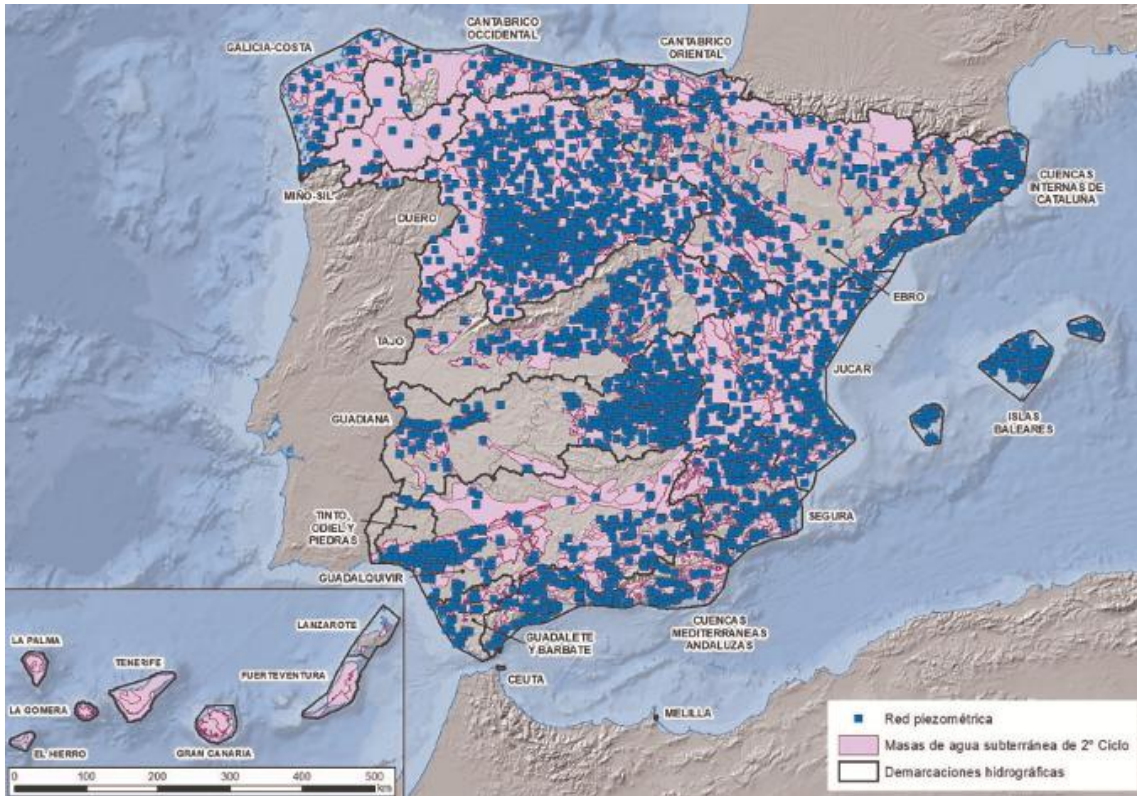 CANTABRICO
OCCIDENTAL
GALICIA-COSTA
CANTABRICO
ORIENTAL
MIÑO-SIL
DUERO
CUENCAS
INTERNAS DE
CATALUÑA
EBRO
TAJO
JUCAR
GUADIANA
ISLAS
BALEARES
TINTO,
ODIEL Y
PIEDRAS
SEGURA
GUADALQUIVIR
GUADALETE
Y BARBATE
CUENCAS
MEDITERRANEAS
ANDALUZAS
CEUTA
MELILLA
LANZAROTE
LA PALMA
TENERIFE
FUERTEVENTURA
LA GOMERA
EL HIERRO
GRAN CANARIA
0 100 200 300 400 500
km
Red piezométrica
Masas de agua subterránea de 2º Ciclo
Demarcaciones hidrográficas